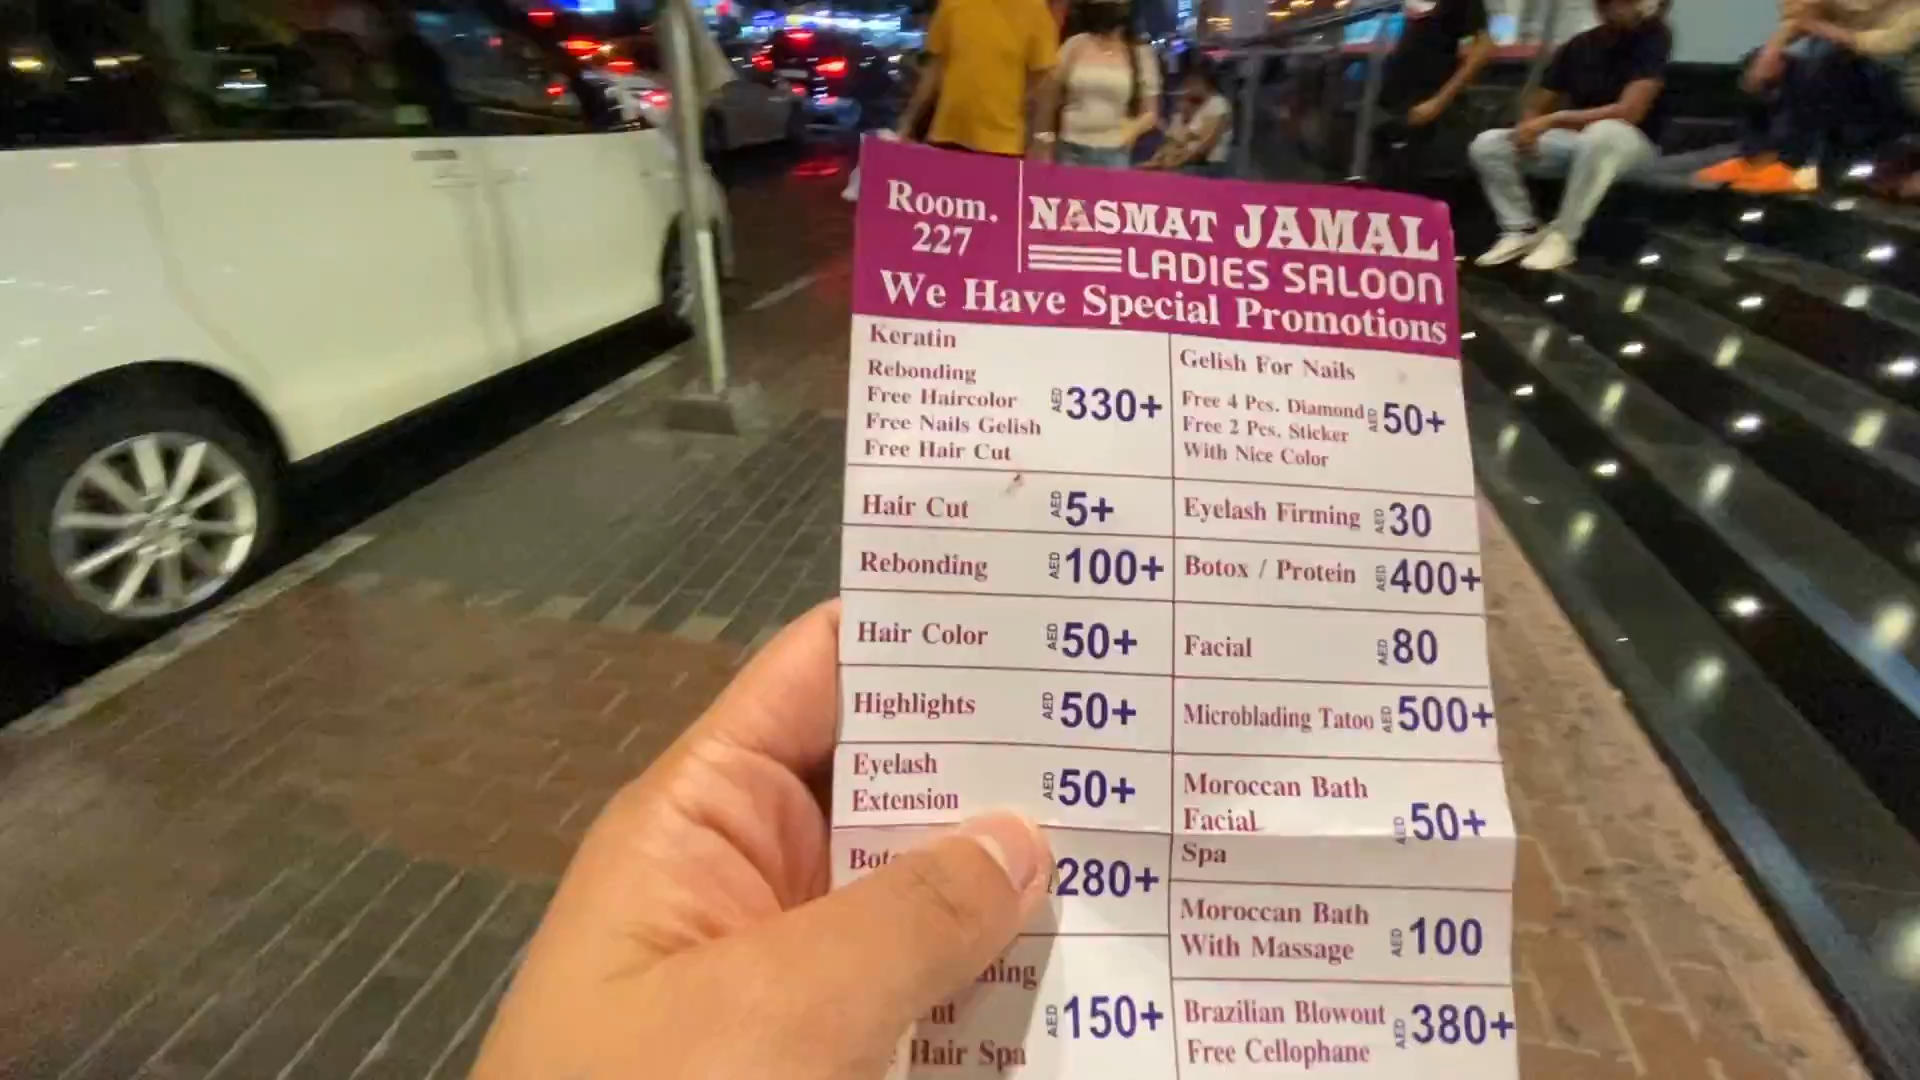 Room.
227
NASMAT JAMAL
LADIES SALOON
We Have Special Promotions
Keratin
Rebonding
Free Haircolor
Free Nails Gelish
Free Hair Cut
AED 330+
Hair Cut AED 5+
Rebonding AED 100+
Hair Color AED 50+
Highlights AED 50+
Eyelash
Extension
AED 50+
280+
Hair Spa
AED 150+
Gelish For Nails
Free 4 Pcs. Diamond
Free 2 Pcs. Sticker
With Nice Color
AED 50+
Eyelash Firming AED 30
Botox / Protein AED 400+
Facial AED 80
Microblading Tatoo AED 500+
Moroccan Bath
Facial
Spa
AED 50+
Moroccan Bath
With Massage
AED 100
Brazilian Blowout
Free Cellophane
AED 380+